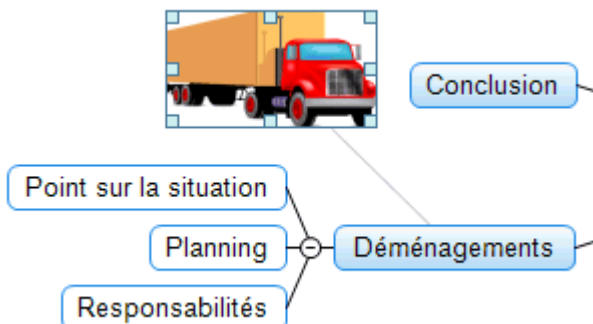 Conclusion
Point sur la situation
Planning
Déménagements
Responsabilités